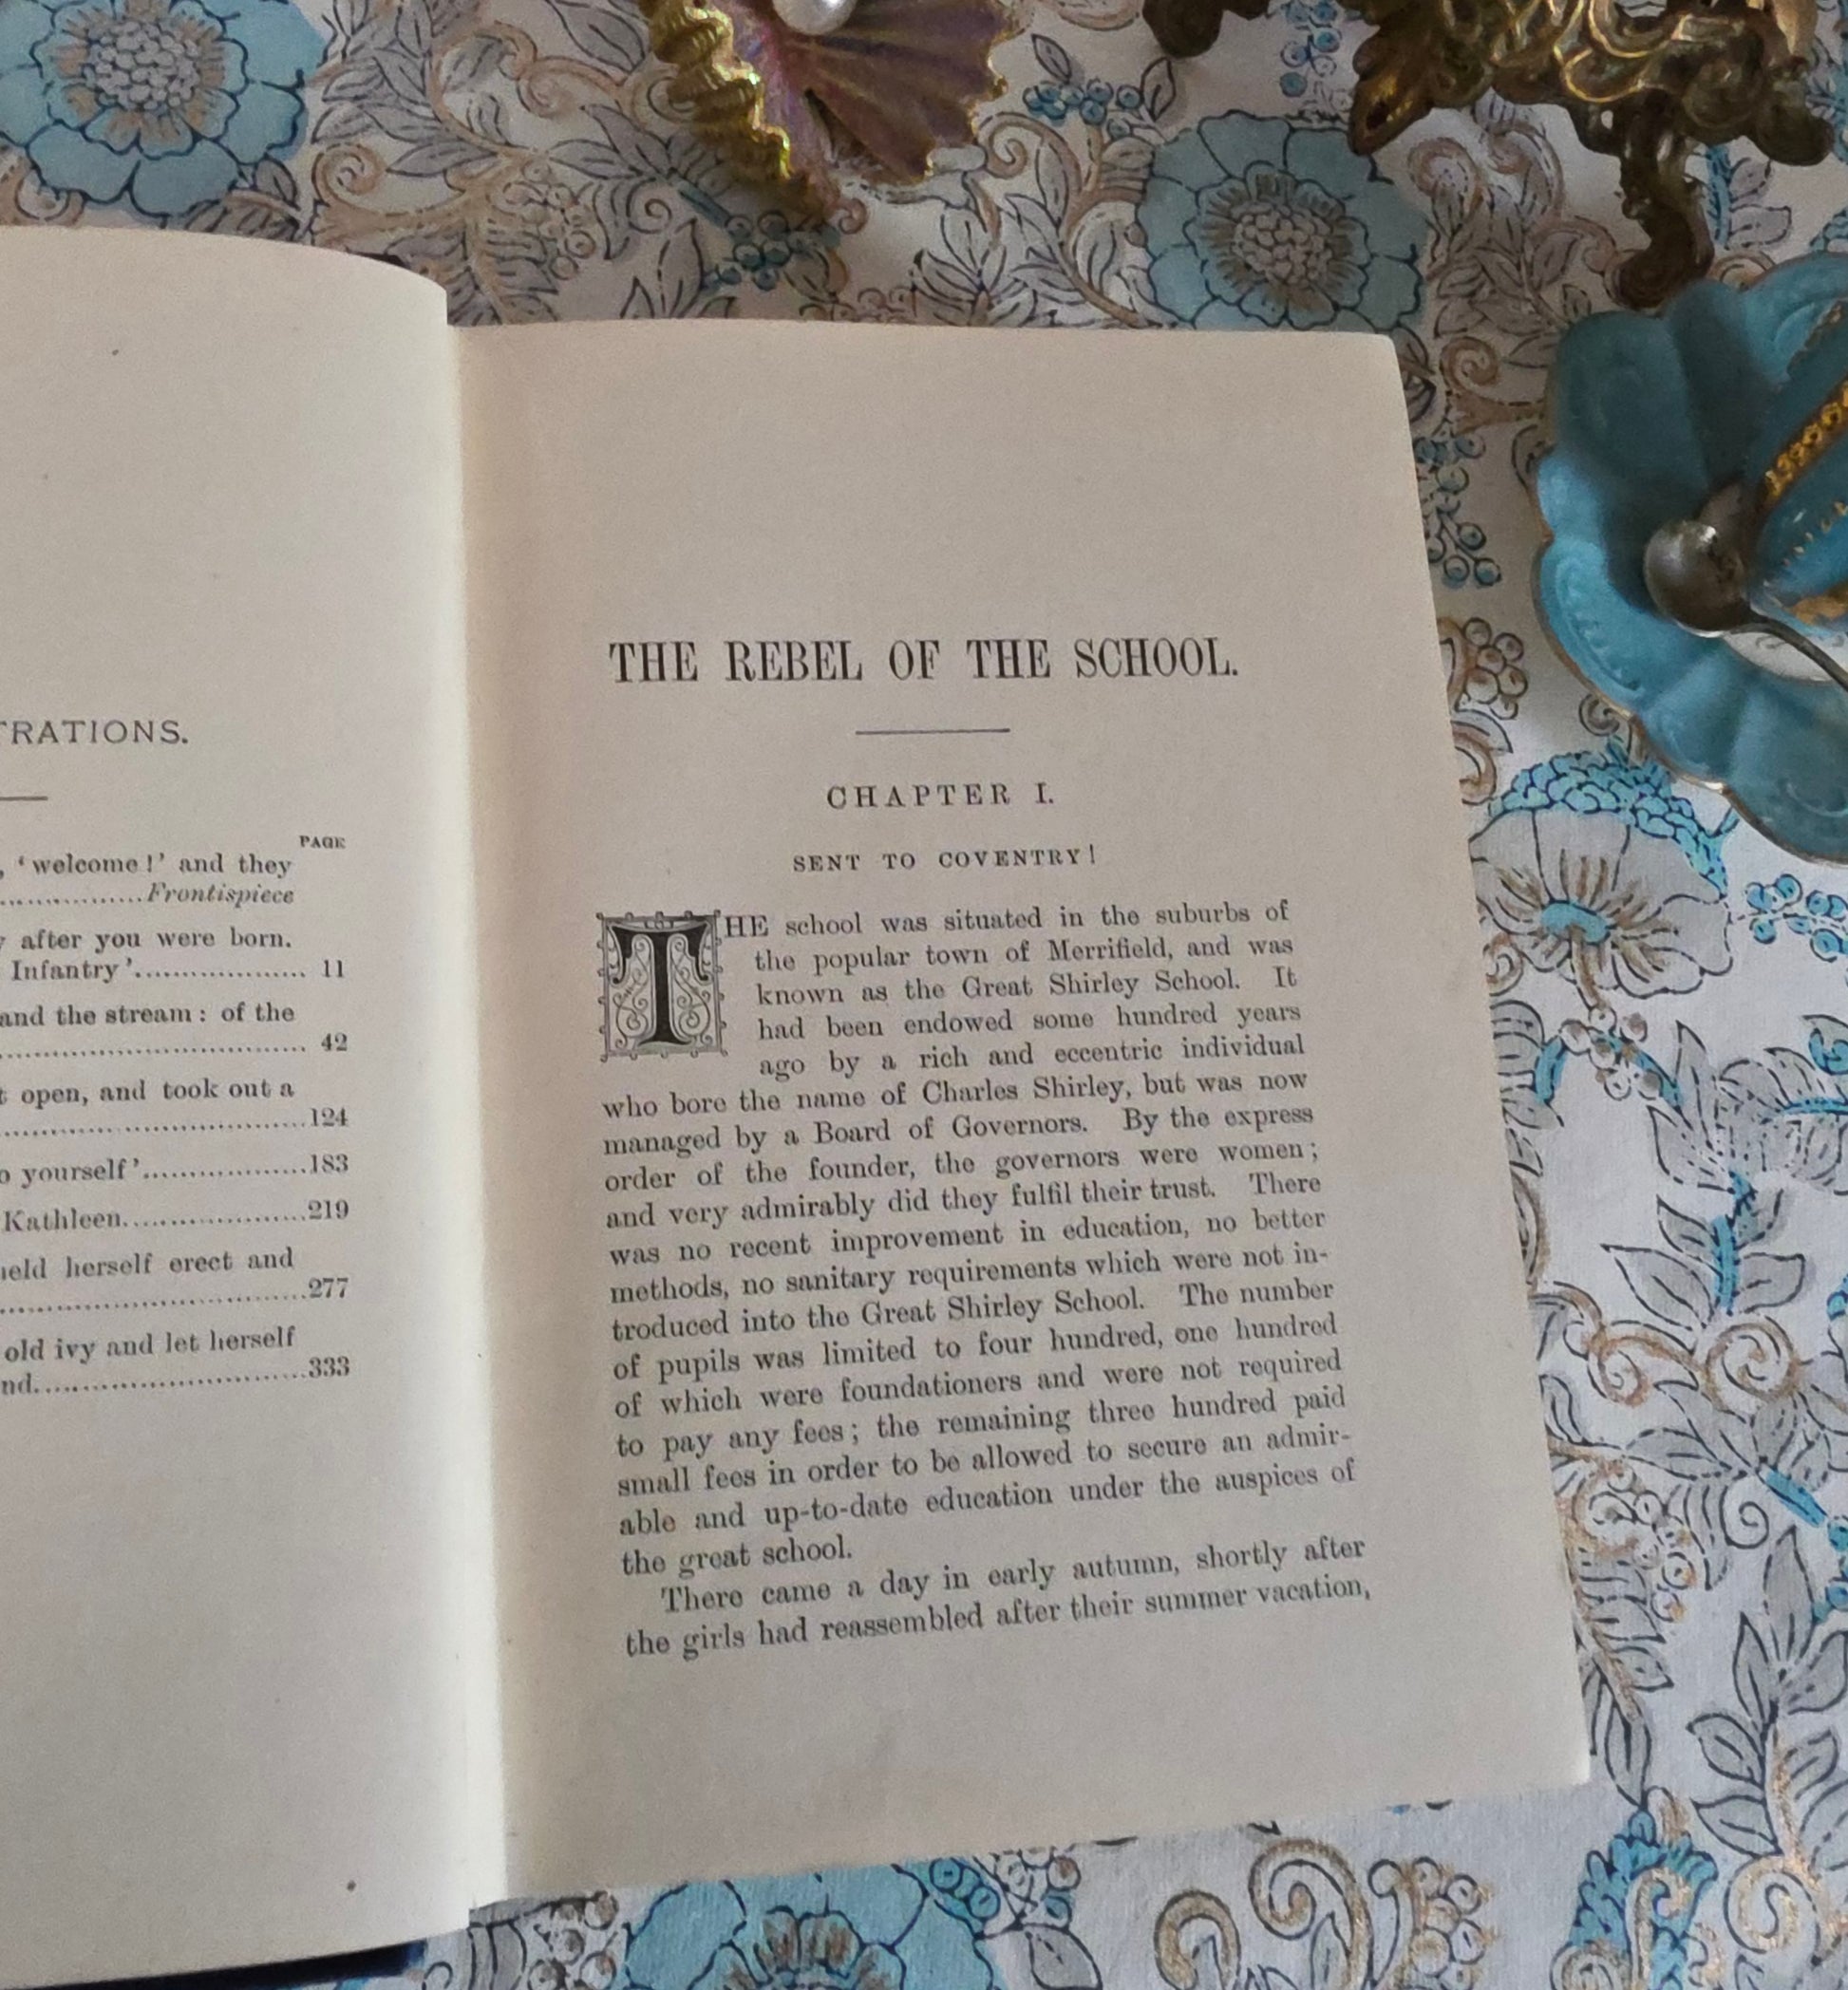 TRATIONS.
PAGE
, ‘welcome!’ and they
Frontispiece
after you were born.
Infantry’.................. 11
and the stream: of the
.................................. 42
open, and took out a
..................................124
yourself’..................183
Kathleen....................219
herself erect and
..................................277
old ivy and let herself
nd............................333
THE REBEL OF THE SCHOOL.
CHAPTER I.
SENT TO COVENTRY!
THE school was situated in the suburbs of
the popular town of Merrifield, and was
known as the Great Shirley School. It
had been endowed some hundred years
ago by a rich and eccentric individual
who bore the name of Charles Shirley, but was now
managed by a Board of Governors. By the express
order of the founder, the governors were women;
and very admirably did they fulfil their trust. There
was no recent improvement in education, no better
methods, no sanitary requirements which were not in-
troduced into the Great Shirley School. The number
of pupils was limited to four hundred, one hundred
of which were foundationers and were not required
to pay any fees; the remaining three hundred paid
small fees in order to be allowed to secure an admir-
able and up-to-date education under the auspices of
the great school.
There came a day in early autumn, shortly after
the girls had reassembled after their summer vacation,